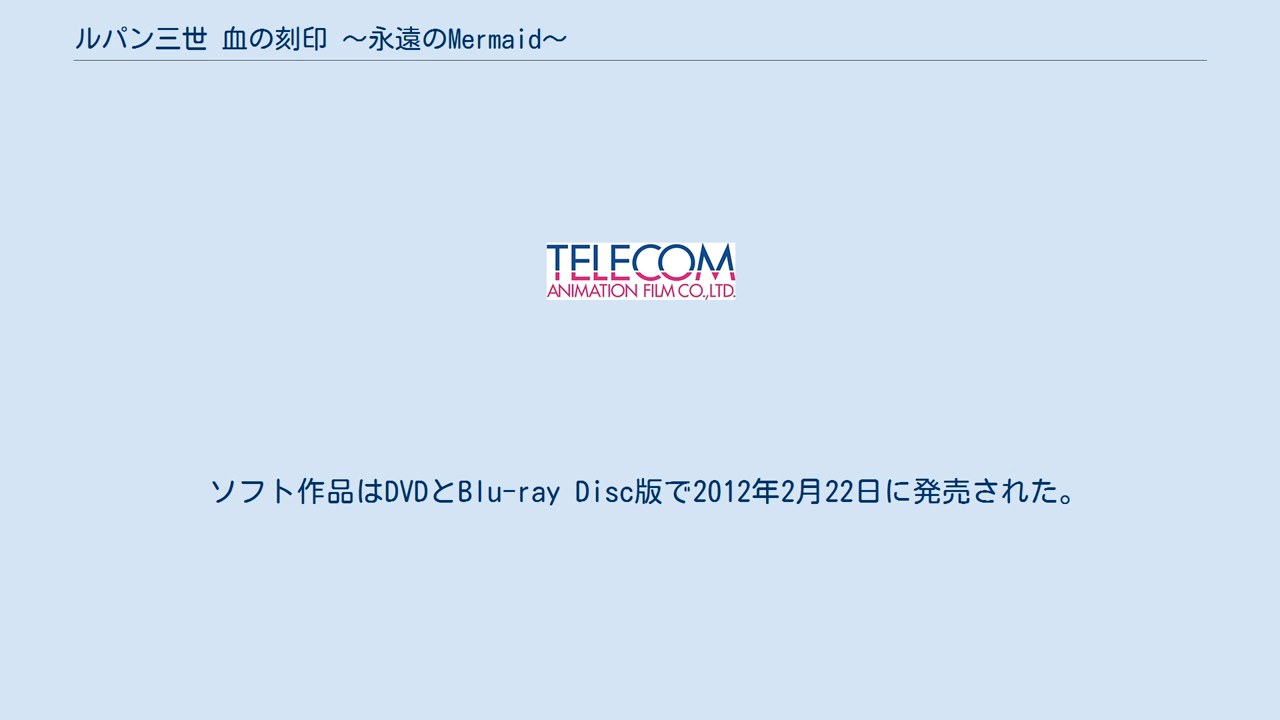 ルパン三世 血の刻印 〜永遠のMermaid〜
TELECOM
ANIMATION FILM CO.,LTD.
ソフト作品はDVDとBlu-ray Disc版で2012年2月22日に発売された。